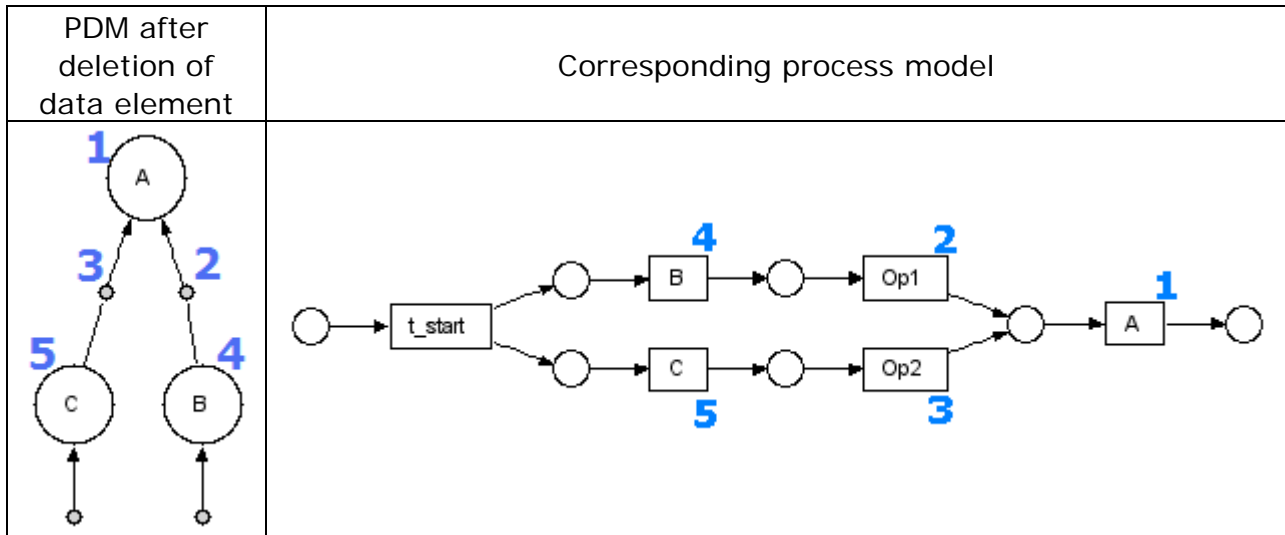 PDM after
deletion of
data element
Corresponding process model
1
A
3
2
5
4
C
B
4
2
B
Op1
1
t_start
A
C
Op2
5
3